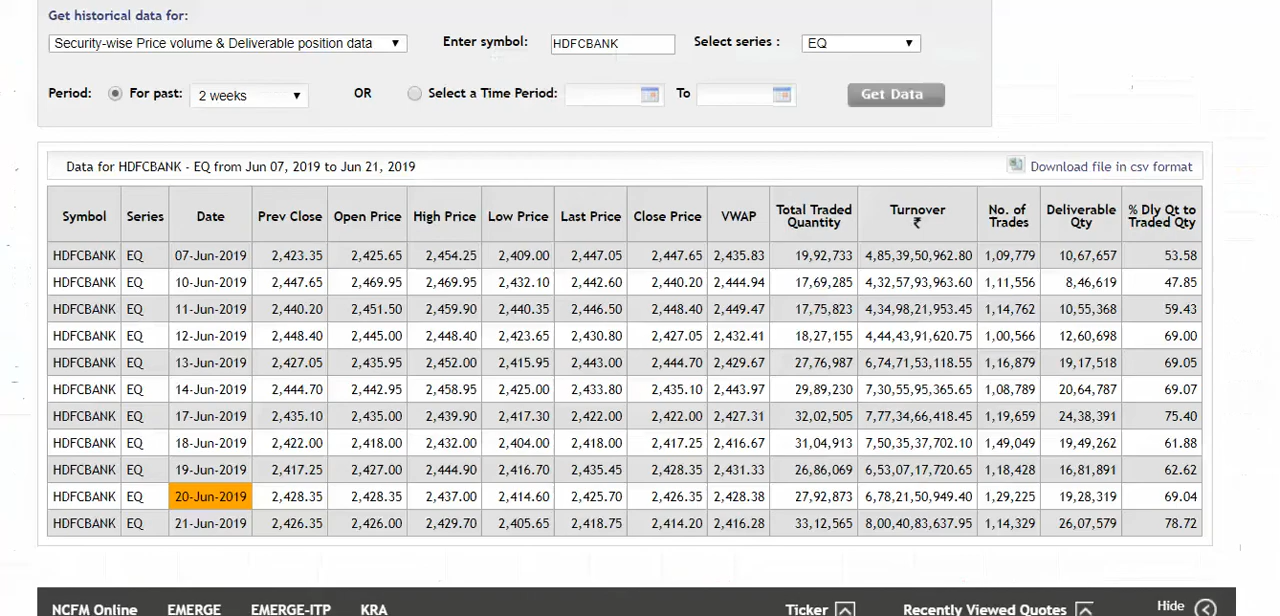 Get historical data for:
Security-wise Price volume & Deliverable position data ▼ Enter symbol: HDFCBANK Select series : EQ ▼
Period: For past: 2 weeks ▼ OR Select a Time Period: To Get Data
Data for HDFCBANK - EQ from Jun 07, 2019 to Jun 21, 2019 Download file in csv format
Symbol Series Date Prev Close Open Price High Price Low Price Last Price Close Price VWAP Total Traded Quantity Turnover ₹ No. of Trades Deliverable Qty % Dly Qt to Traded Qty
HDFCBANK EQ 07-Jun-2019 2,423.35 2,425.65 2,454.25 2,409.00 2,447.05 2,447.65 2,435.83 19,92,733 4,85,39,50,962.80 1,09,779 10,67,657 53.58
HDFCBANK EQ 10-Jun-2019 2,447.65 2,469.95 2,469.95 2,432.10 2,442.60 2,440.20 2,444.94 17,69,285 4,32,57,93,963.60 1,11,556 8,46,619 47.85
HDFCBANK EQ 11-Jun-2019 2,440.20 2,451.50 2,459.90 2,440.35 2,446.50 2,448.40 2,449.47 17,75,823 4,34,98,21,953.45 1,14,762 10,55,368 59.43
HDFCBANK EQ 12-Jun-2019 2,448.40 2,445.00 2,448.40 2,423.65 2,430.80 2,427.05 2,432.41 18,27,155 4,44,43,91,620.75 1,00,566 12,60,698 69.00
HDFCBANK EQ 13-Jun-2019 2,427.05 2,435.95 2,452.00 2,415.95 2,443.00 2,444.70 2,429.67 27,76,987 6,74,71,53,118.55 1,16,879 19,17,518 69.05
HDFCBANK EQ 14-Jun-2019 2,444.70 2,442.95 2,458.95 2,425.00 2,433.80 2,435.10 2,443.97 29,89,230 7,30,55,95,365.65 1,08,789 20,64,787 69.07
HDFCBANK EQ 17-Jun-2019 2,435.10 2,435.00 2,439.90 2,417.30 2,422.00 2,422.00 2,427.31 32,02,505 7,77,34,66,418.45 1,19,659 24,38,391 75.40
HDFCBANK EQ 18-Jun-2019 2,422.00 2,418.00 2,432.00 2,404.00 2,418.00 2,417.25 2,416.67 31,04,913 7,50,35,37,702.10 1,49,049 19,49,262 61.88
HDFCBANK EQ 19-Jun-2019 2,417.25 2,427.00 2,444.90 2,416.70 2,435.45 2,428.35 2,431.33 26,86,069 6,53,07,17,720.65 1,18,428 16,81,891 62.62
HDFCBANK EQ 20-Jun-2019 2,428.35 2,428.35 2,437.00 2,414.60 2,425.70 2,426.35 2,428.38 27,92,873 6,78,21,50,949.40 1,29,225 19,28,319 69.04
HDFCBANK EQ 21-Jun-2019 2,426.35 2,426.00 2,429.70 2,405.65 2,418.75 2,414.20 2,416.28 33,12,565 8,00,40,83,637.95 1,14,329 26,07,579 78.72
NCFM Online EMERGE EMERGE-ITP KRA Ticker Recently Viewed Quotes Hide